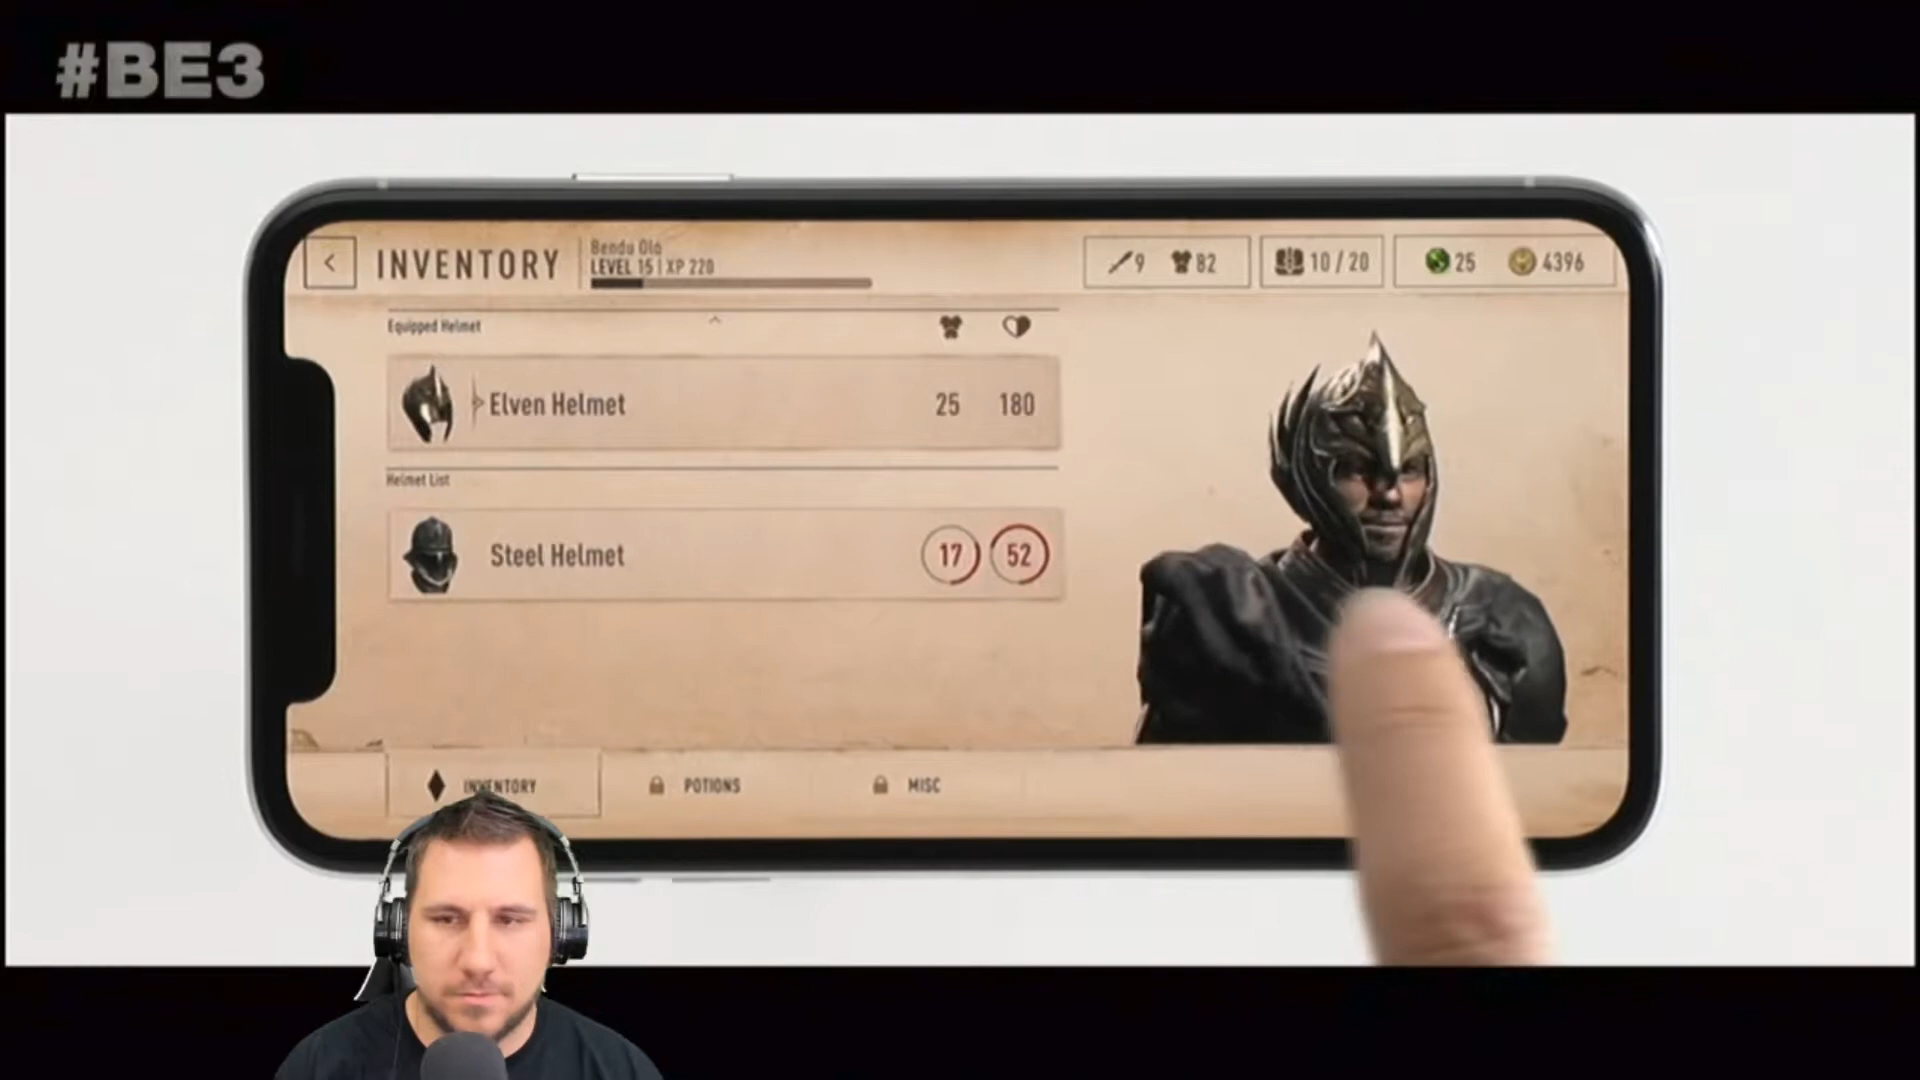 #BE3
INVENTORY
Bendu Olo
LEVEL 15 | XP 220
9
82
10 / 20
25
4396
Equipped Helmet
Elven Helmet
25
180
Helmet List
Steel Helmet
17
52
INVENTORY
POTIONS
MISC